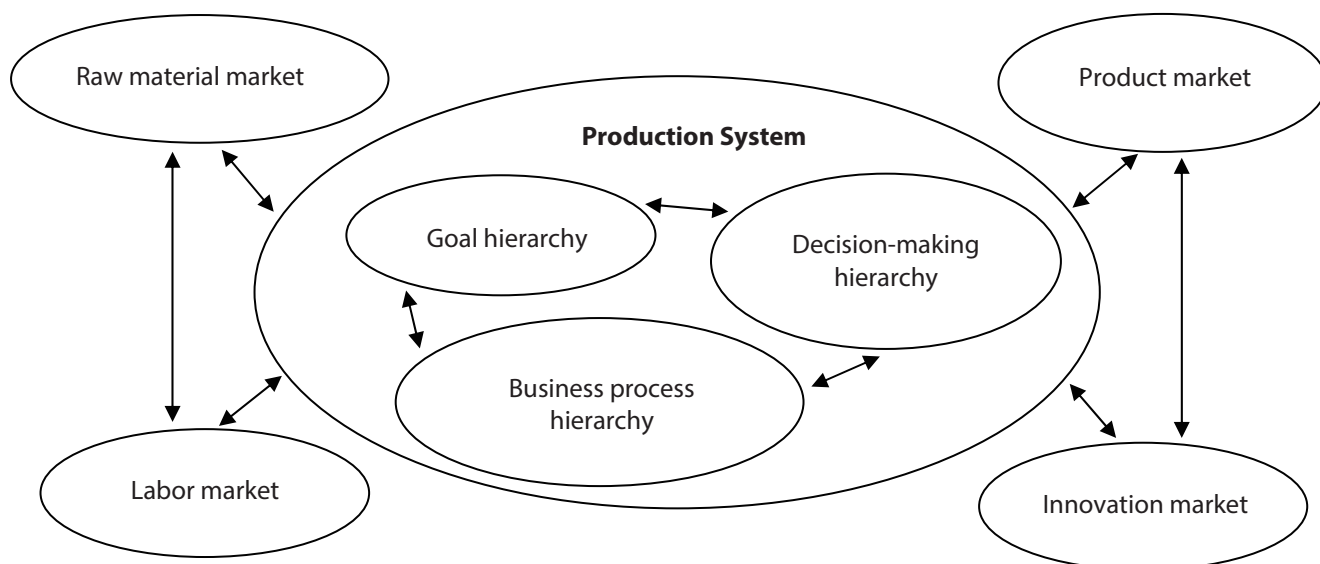 Raw material market
Product market
Production System
Goal hierarchy
Decision-making
hierarchy
Business process
hierarchy
Labor market
Innovation market